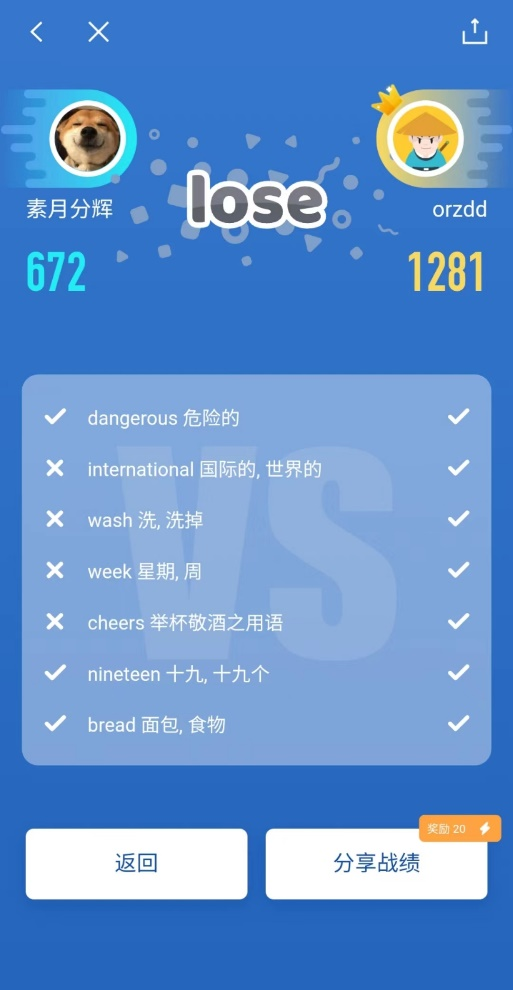 素月分辉
lose
orzdd
672
1281
VS
dangerous 危险的
international 国际的, 世界的
wash 洗, 洗掉
week 星期, 周
cheers 举杯敬酒之用语
nineteen 十九, 十九个
bread 面包, 食物
奖励 20
返回
分享战绩